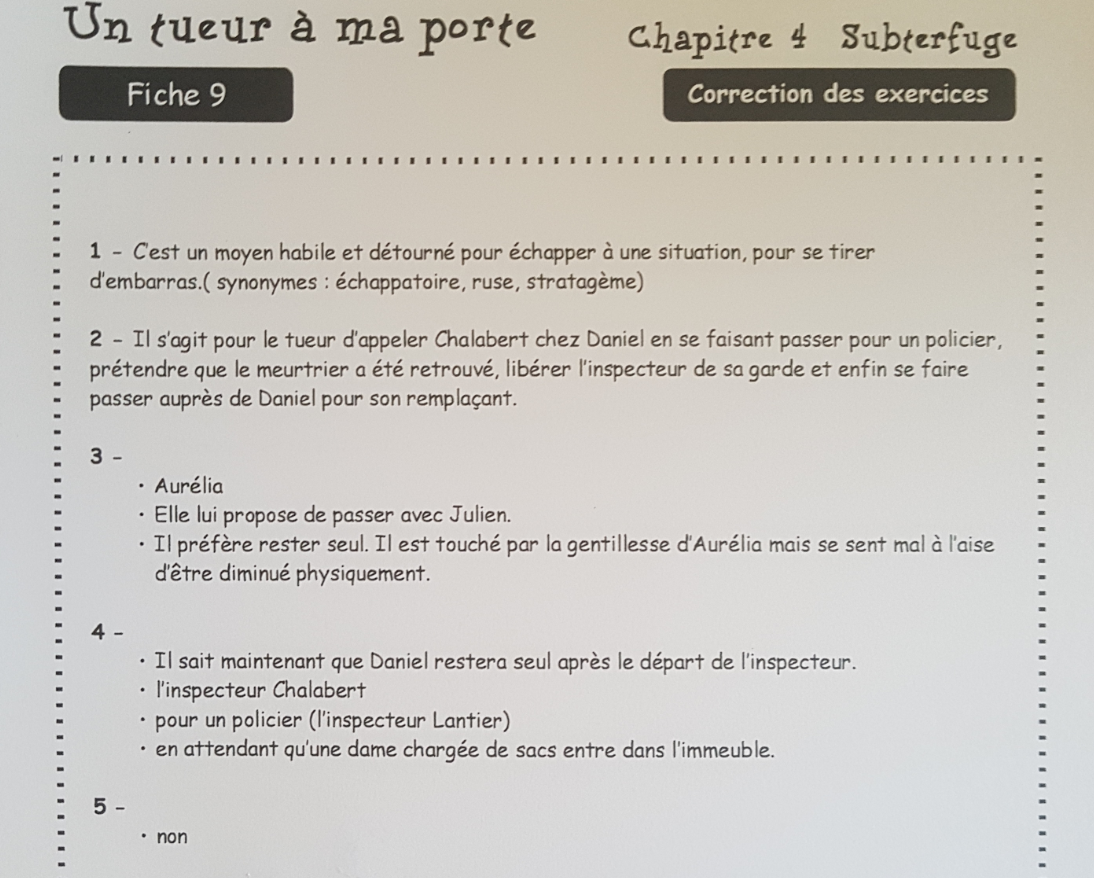 Un tueur à ma porte
Chapitre 4 Subterfuge
Fiche 9
Correction des exercices
1 - C'est un moyen habile et détourné pour échapper à une situation, pour se tirer
d'embarras.( synonymes : échappatoire, ruse, stratagème)
2 - Il s'agit pour le tueur d'appeler Chalabert chez Daniel en se faisant passer pour un policier,
prétendre que le meurtrier a été retrouvé, libérer l'inspecteur de sa garde et enfin se faire
passer auprès de Daniel pour son remplaçant.
3 -
· Aurélia
· Elle lui propose de passer avec Julien.
· Il préfère rester seul. Il est touché par la gentillesse d'Aurélia mais se sent mal à l'aise
d'être diminué physiquement.
4 -
· Il sait maintenant que Daniel restera seul après le départ de l'inspecteur.
· l'inspecteur Chalabert
· pour un policier (l'inspecteur Lantier)
· en attendant qu'une dame chargée de sacs entre dans l'immeuble.
5 -
· non